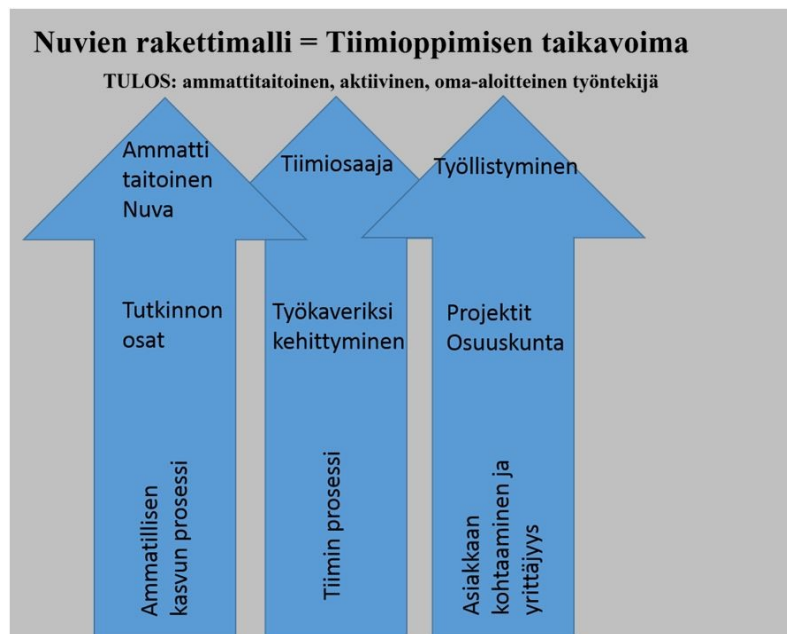 Nuvien rakettimalli = Tiimioppimisen taikavoima
TULOS: ammattitaitoinen, aktiivinen, oma-aloitteinen työntekijä
Ammatti
taitoinen
Nuva
Tutkinnon
osat
Ammatillisen
kasvun prosessi
Tiimiosaaja
Työkaveriksi
kehittyminen
Tiimin prosessi
Työllistyminen
Projektit
Osuuskunta
Asiakkaan
kohtaaminen ja
yrittäjyys